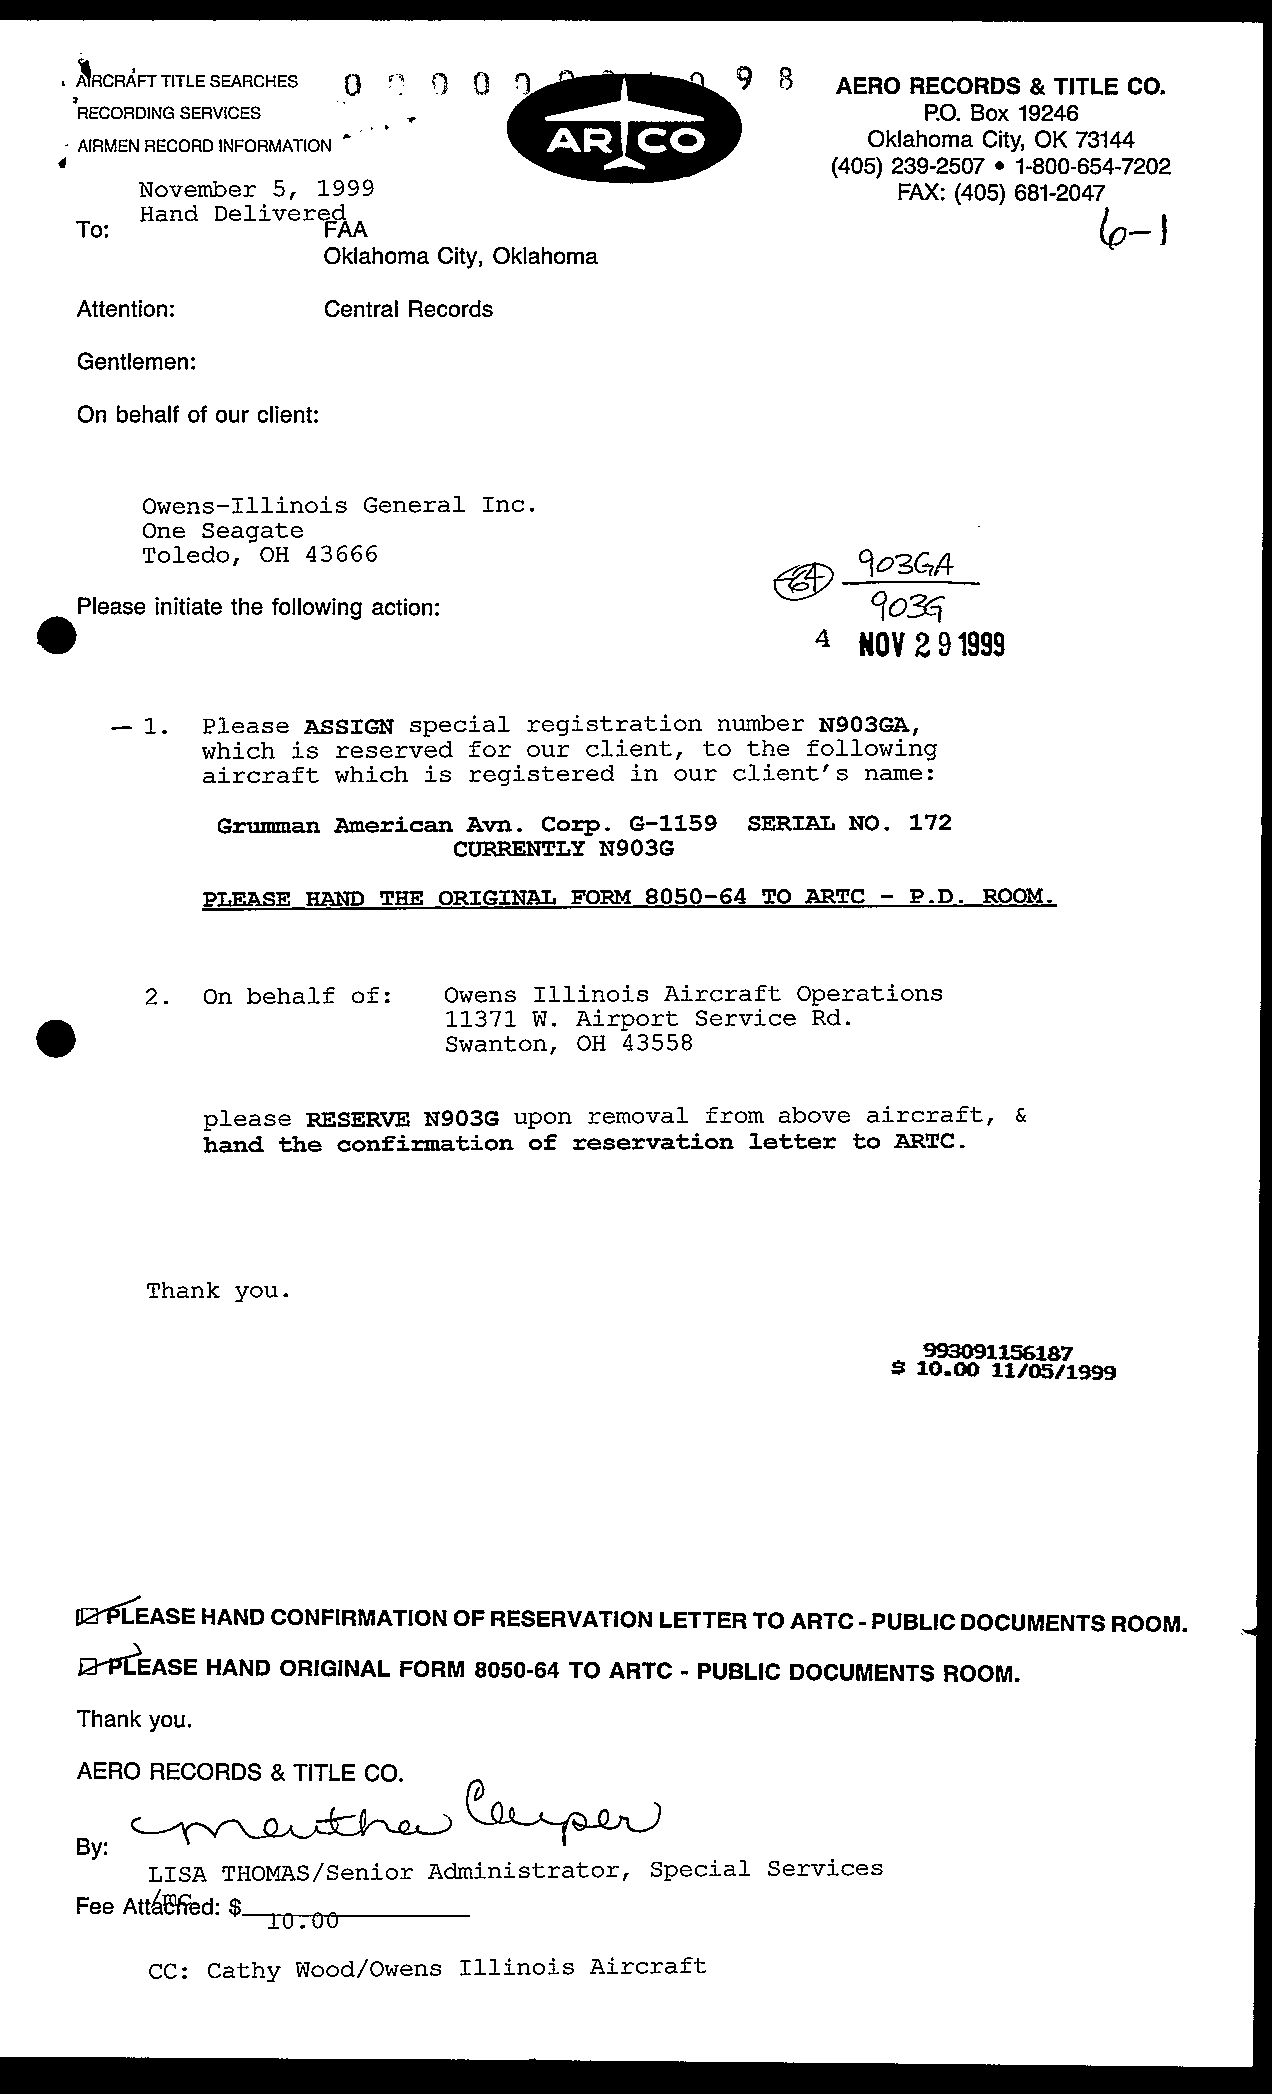 AIRCRAFT TITLE SEARCHES
RECORDING SERVICES
AIRMEN RECORD INFORMATION
ARTCO
9 8
AERO RECORDS & TITLE CO.
P.O. Box 19246
Oklahoma City, OK 73144
(405) 239-2507 • 1-800-654-7202
FAX: (405) 681-2047
6-1
November 5, 1999
Hand Delivered
To: FAA
Oklahoma City, Oklahoma
Attention: Central Records
Gentlemen:
On behalf of our client:
Owens-Illinois General Inc.
One Seagate
Toledo, OH 43666
64 903GA
903G
Please initiate the following action:
4 NOV 29 1999
— 1. Please ASSIGN special registration number N903GA,
which is reserved for our client, to the following
aircraft which is registered in our client's name:
Grumman American Avn. Corp. G-1159 SERIAL NO. 172
CURRENTLY N903G
PLEASE HAND THE ORIGINAL FORM 8050-64 TO ARTC - P.D. ROOM.
2. On behalf of: Owens Illinois Aircraft Operations
11371 W. Airport Service Rd.
Swanton, OH 43558
please RESERVE N903G upon removal from above aircraft, &
hand the confirmation of reservation letter to ARTC.
Thank you.
993091156187
$ 10.00 11/05/1999
PLEASE HAND CONFIRMATION OF RESERVATION LETTER TO ARTC - PUBLIC DOCUMENTS ROOM.
PLEASE HAND ORIGINAL FORM 8050-64 TO ARTC - PUBLIC DOCUMENTS ROOM.
Thank you.
AERO RECORDS & TITLE CO.
By: Martha Cooper
LISA THOMAS/Senior Administrator, Special Services
/mc
Fee Attached: $ 10.00
CC: Cathy Wood/Owens Illinois Aircraft